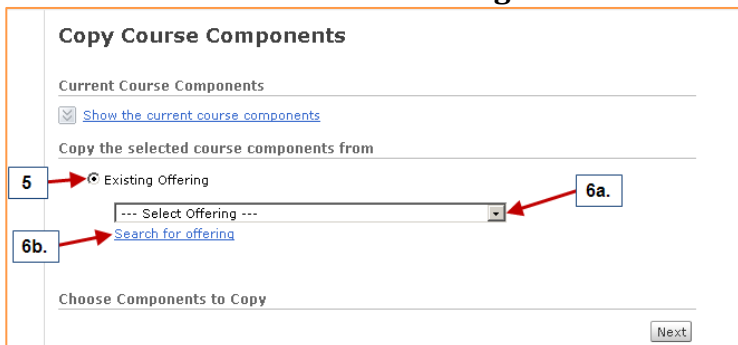 g
Copy Course Components
Current Course Components
Show the current course components
Copy the selected course components from
5
Existing Offering
6a.
--- Select Offering ---
Search for offering
6b.
Choose Components to Copy
Next